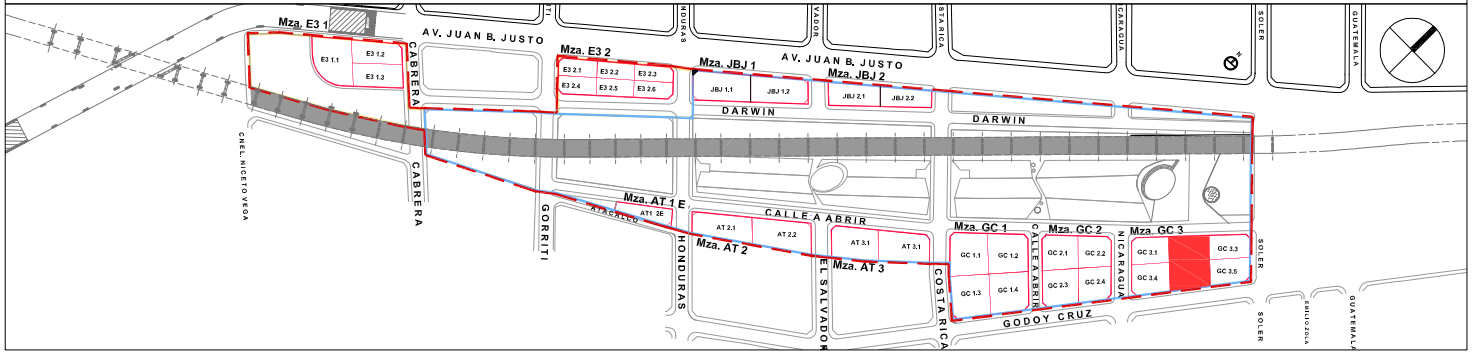 Mza. E3 1
E3 1.1
E3 1.2
E3 1.3
CABRERA
AV. JUAN B. JUSTO
ITI
NDURAS
VADOR
STARICA
CARAGUA
SOLER
GUATEMALA
N
Mza. E3 2
E3 2.1
E3 2.2
E3 2.3
E3 2.4
E3 2.5
E3 2.6
AV. JUAN B. JUSTO
Mza. JBJ 1
JBJ 1.1
JBJ 1.2
Mza. JBJ 2
JBJ 2.1
JBJ 2.2
DARWIN
DARWIN
CNEL. NICETO VEGA
CABRERA
GORRITI
ATACALCO
Mza. AT 1 E
AT1 2E
HONDURAS
CALLE A ABRIR
AT 2.1
AT 2.2
Mza. AT 2
EL SALVADOR
AT 3.1
AT 3.1
Mza. AT 3
COSTA RICA
Mza. GC 1
GC 1.1
GC 1.2
GC 1.3
GC 1.4
CALLE A ABRIR
Mza. GC 2
GC 2.1
GC 2.2
GC 2.3
GC 2.4
NICARAGUA
Mza. GC 3
GC 3.1
GC 3.3
GC 3.4
GC 3.5
SOLER
GODOY CRUZ
SOLER
EMILIO ZOLA
GUATEMALA